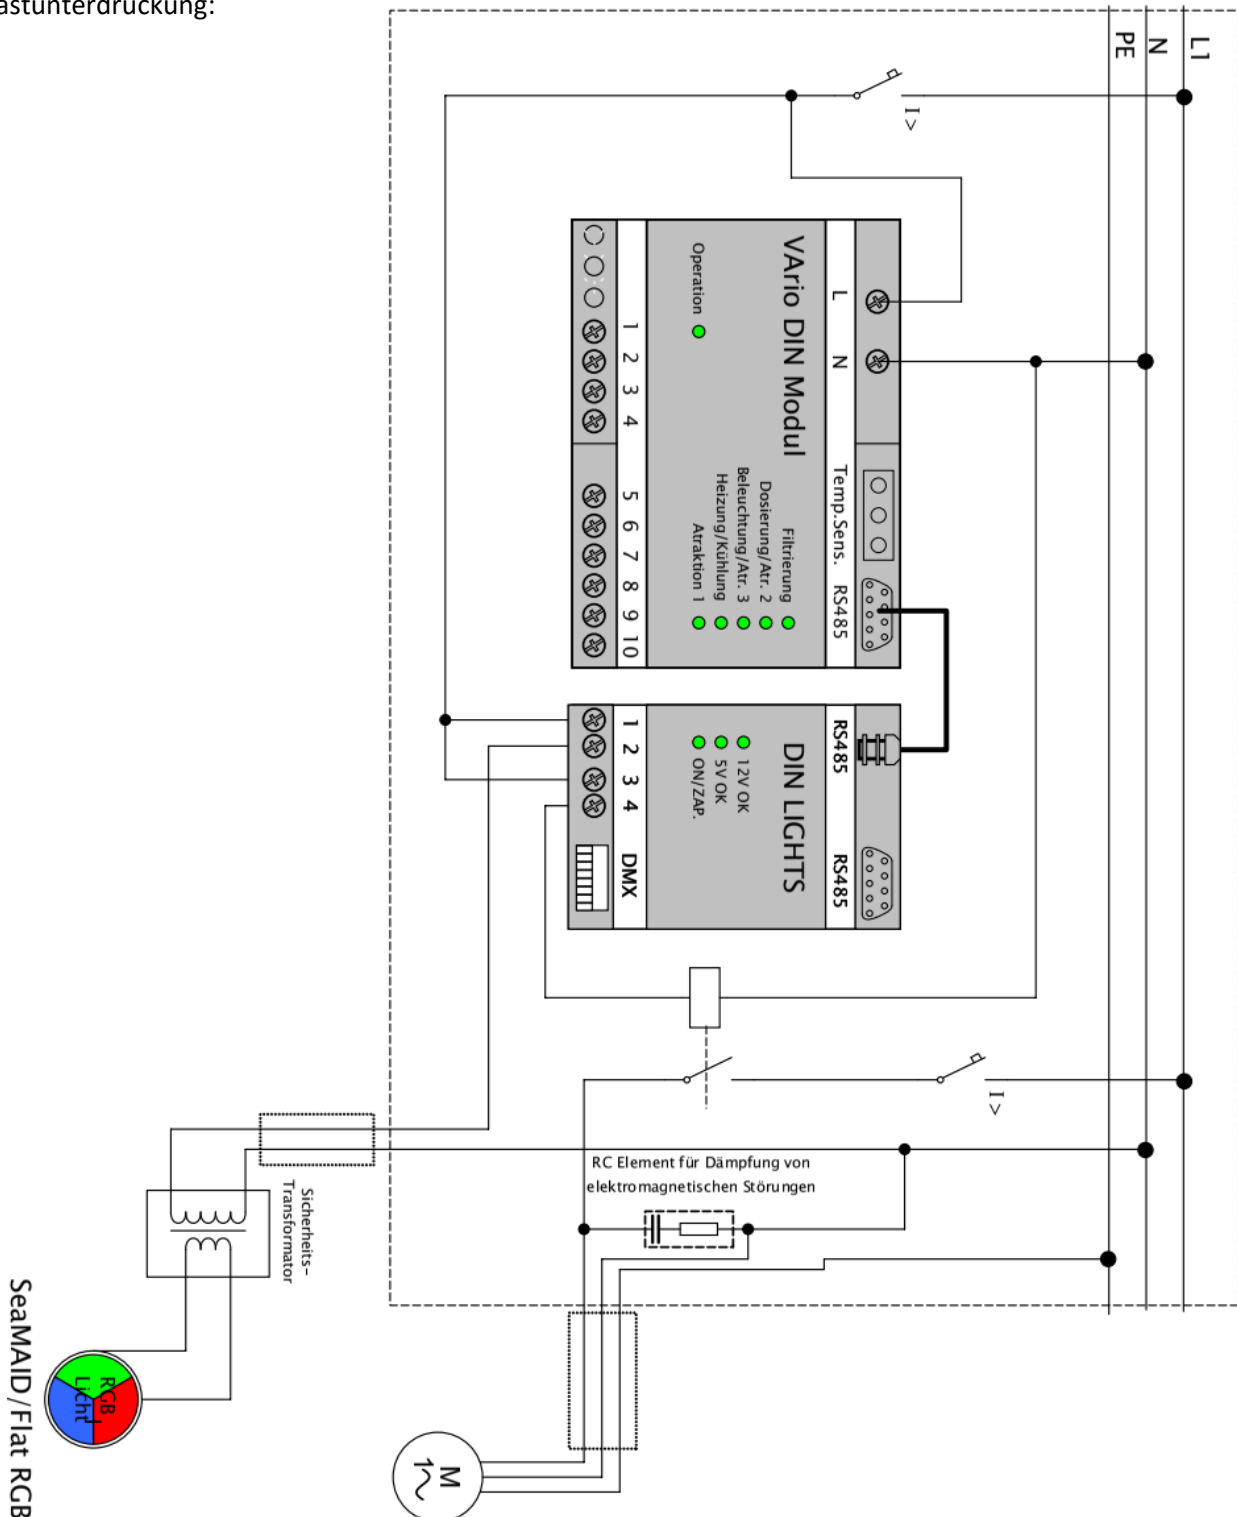 astunterdrückung:
L1
N
PE
I >
VArio DIN Modul
L
N
Temp.Sens.
RS485
Operation
Filtrierung
Dosierung/Atr. 2
Beleuchtung/Atr. 3
Heizung/Kühlung
Atraktion 1
1 2 3 4
5 6 7 8 9 10
DIN LIGHTS
RS485
RS485
12V OK
5V OK
ON/ZAP.
1 2 3 4
DMX
I >
RC Element für Dämpfung von
elektromagnetischen Störungen
Sicherheits-
Transformator
RGB
Licht
SeaMAID/Flat RGB
M
1~